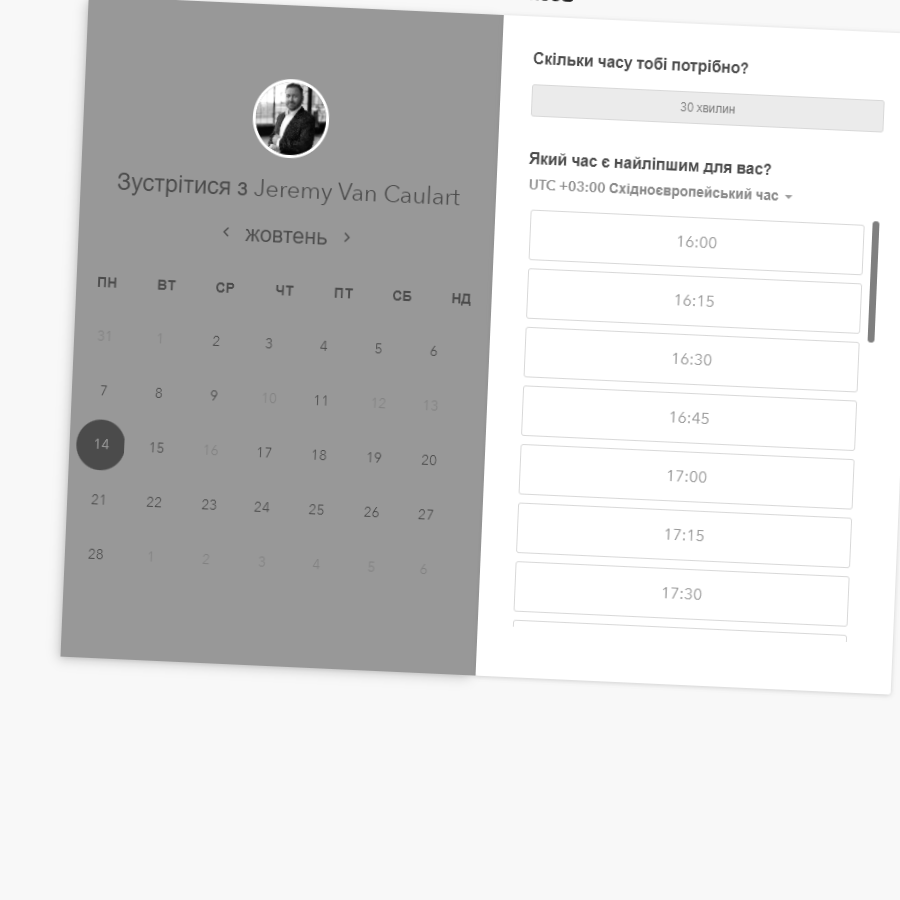 Зустрітися з Jeremy Van Caulart
жовтень
ПН ВТ СР ЧТ ПТ СБ НД
31 1 2 3 4 5 6
7 8 9 10 11 12 13
14 15 16 17 18 19 20
21 22 23 24 25 26 27
28 1 2 3 4 5 6
Скільки часу тобі потрібно?
30 хвилин
Який час є найліпшим для вас?
UTC +03:00 Східноєвропейський час
16:00
16:15
16:30
16:45
17:00
17:15
17:30